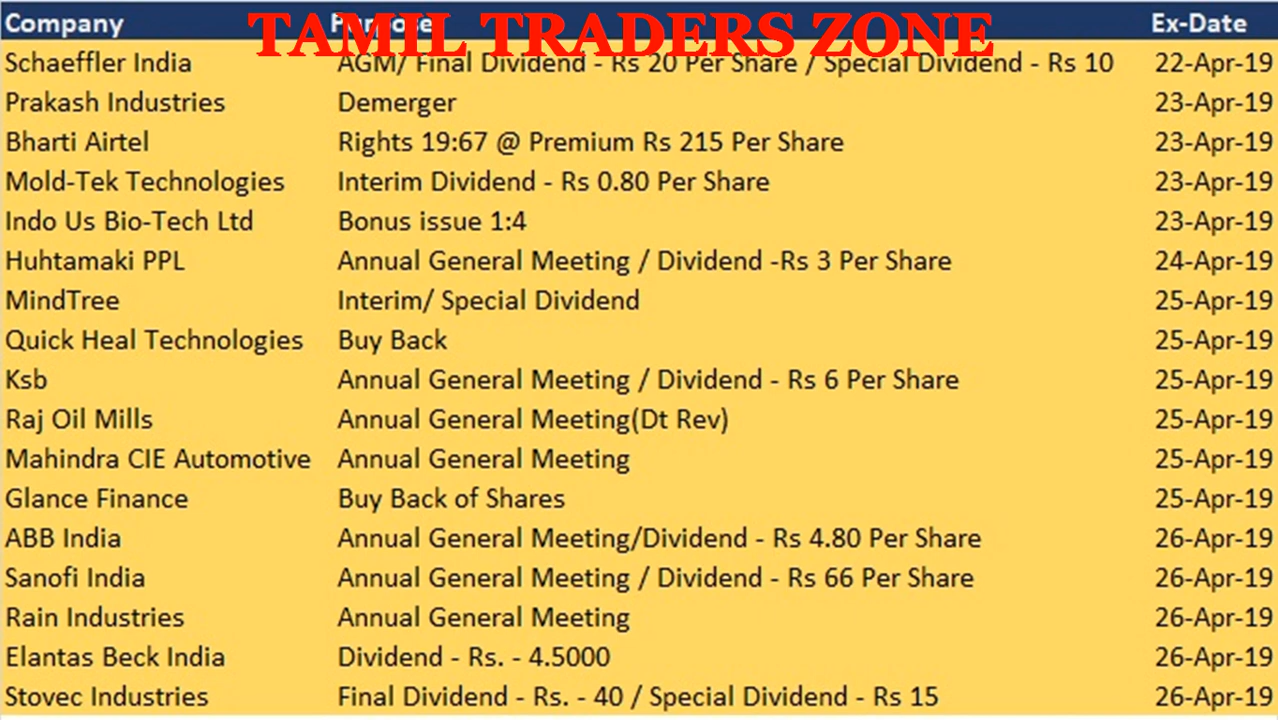 TAMIL TRADERS ZONE
Company Purpose Ex-Date
Schaeffler India AGM/ Final Dividend - Rs 20 Per Share / Special Dividend - Rs 10 22-Apr-19
Prakash Industries Demerger 23-Apr-19
Bharti Airtel Rights 19:67 @ Premium Rs 215 Per Share 23-Apr-19
Mold-Tek Technologies Interim Dividend - Rs 0.80 Per Share 23-Apr-19
Indo Us Bio-Tech Ltd Bonus issue 1:4 23-Apr-19
Huhtamaki PPL Annual General Meeting / Dividend -Rs 3 Per Share 24-Apr-19
MindTree Interim/ Special Dividend 25-Apr-19
Quick Heal Technologies Buy Back 25-Apr-19
Ksb Annual General Meeting / Dividend - Rs 6 Per Share 25-Apr-19
Raj Oil Mills Annual General Meeting(Dt Rev) 25-Apr-19
Mahindra CIE Automotive Annual General Meeting 25-Apr-19
Glance Finance Buy Back of Shares 25-Apr-19
ABB India Annual General Meeting/Dividend - Rs 4.80 Per Share 26-Apr-19
Sanofi India Annual General Meeting / Dividend - Rs 66 Per Share 26-Apr-19
Rain Industries Annual General Meeting 26-Apr-19
Elantas Beck India Dividend - Rs. - 4.5000 26-Apr-19
Stovec Industries Final Dividend - Rs. - 40 / Special Dividend - Rs 15 26-Apr-19